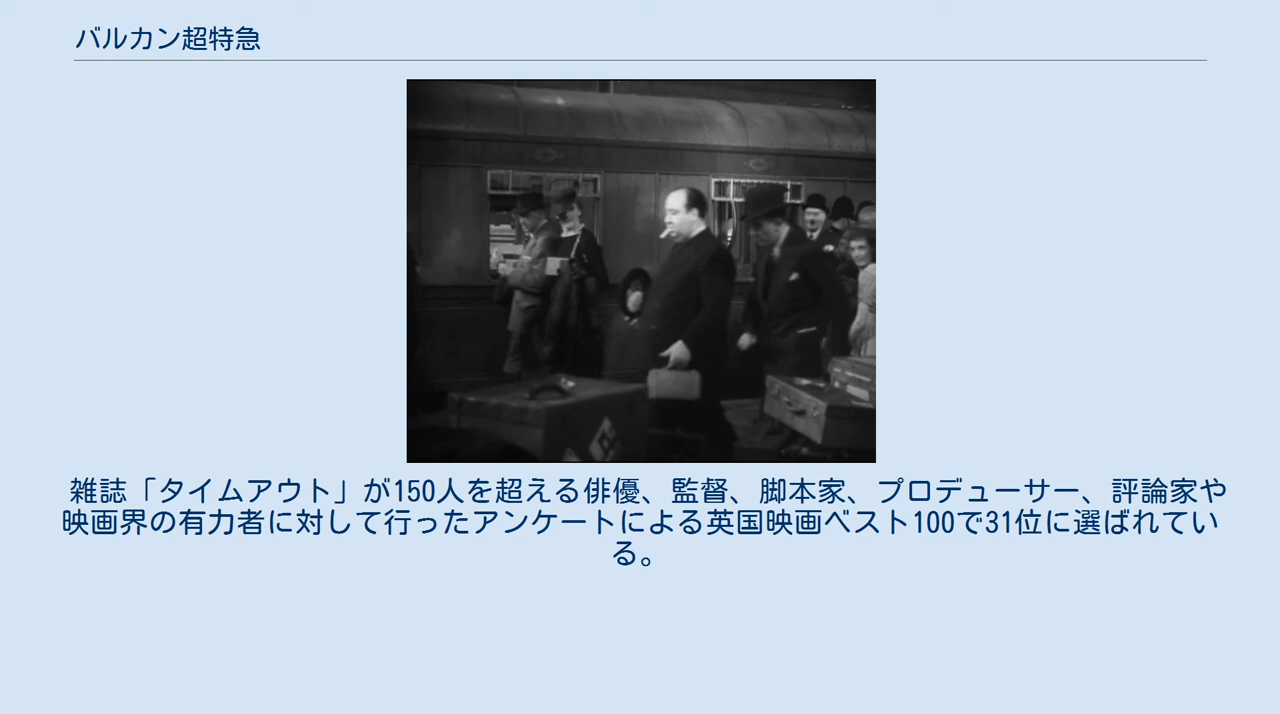 バルカン超特急
雑誌「タイムアウト」が150人を超える俳優、監督、脚本家、プロデューサー、評論家や
映画界の有力者に対して行ったアンケートによる英国映画ベスト100で31位に選ばれてい
る。